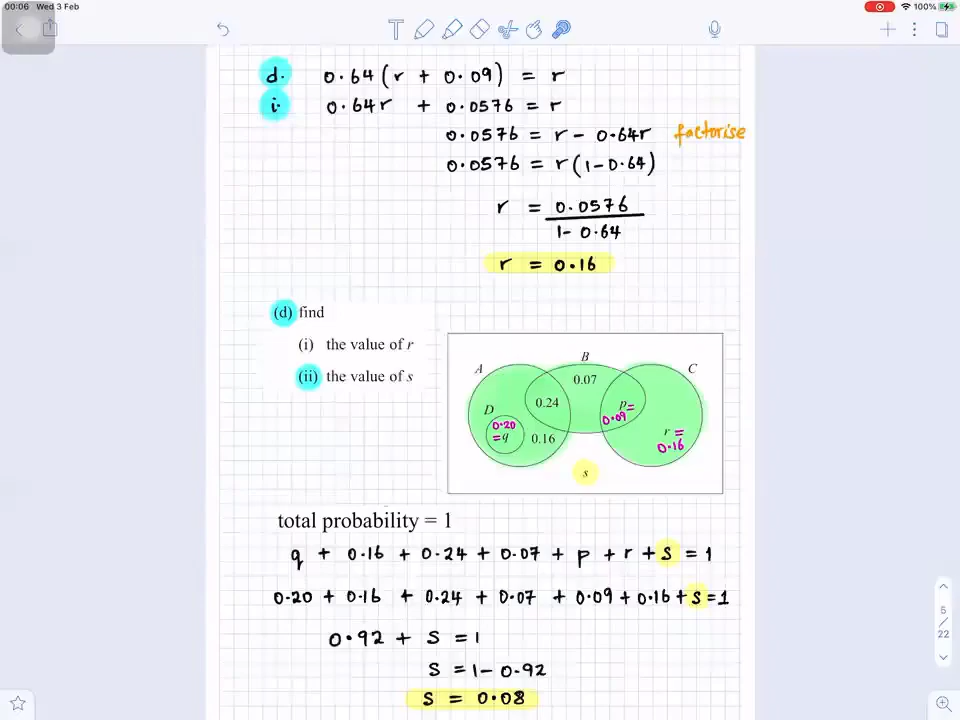 00:06 Wed 3 Feb
100%
T
d. 0.64(r + 0.09) = r
i. 0.64r + 0.0576 = r
0.0576 = r - 0.64r factorise
0.0576 = r(1-0.64)
r = 0.0576
1- 0.64
r = 0.16
(d) find
(i) the value of r
(ii) the value of s
B
A
C
0.07
0.24
p =
0.09
D
0.20
= q
0.16
r =
0.16
s
total probability = 1
q + 0.16 + 0.24 + 0.07 + p + r + s = 1
0.20 + 0.16 + 0.24 + 0.07 + 0.09 + 0.16 + s = 1
0.92 + s = 1
s = 1 - 0.92
s = 0.08
5
/
22